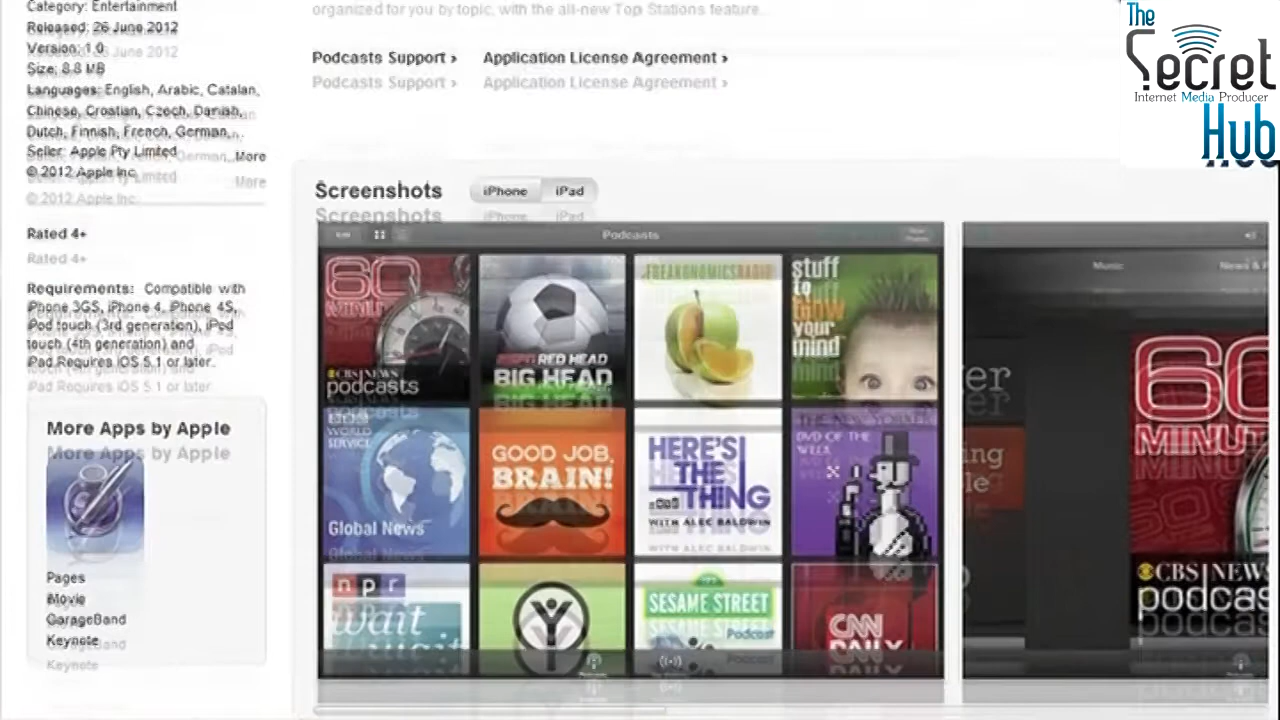 Category: Entertainment
Released: 26 June 2012
Version: 1.0
Size: 8.8 MB
Languages: English, Arabic, Catalan,
Chinese, Croatian, Czech, Danish,
Dutch, Finnish, French, German,...
Seller: Apple Pty Limited
...More
© 2012 Apple Inc.
Rated 4+
Requirements: Compatible with
iPhone 3GS, iPhone 4, iPhone 4S,
iPod touch (3rd generation), iPod
touch (4th generation) and
iPad.Requires iOS 5.1 or later.
More Apps by Apple
Pages
iMovie
GarageBand
Keynote
organized for you by topic, with the all-new Top Stations feature.
Podcasts Support ›
Application License Agreement ›
The
Secret
Internet Media Producer
Hub
Screenshots
iPhone
iPad
Podcasts
60
MINUTES
CBS NEWS
podcasts
ESPN RED HEAD
BIG HEAD
FREAKONOMICS RADIO
stuff
to
blow
your
mind
BBC
WORLD
SERVICE
Global News
GOOD JOB,
BRAIN!
HERE'S
THE
THING
WITH ALEC BALDWIN
THE NEW YORKER
DVD OF THE
WEEK
npr
wait
SESAME STREET
Podcast
CNN
DAILY
Music
News & P
60
MINU
CBS NEWS
podcas